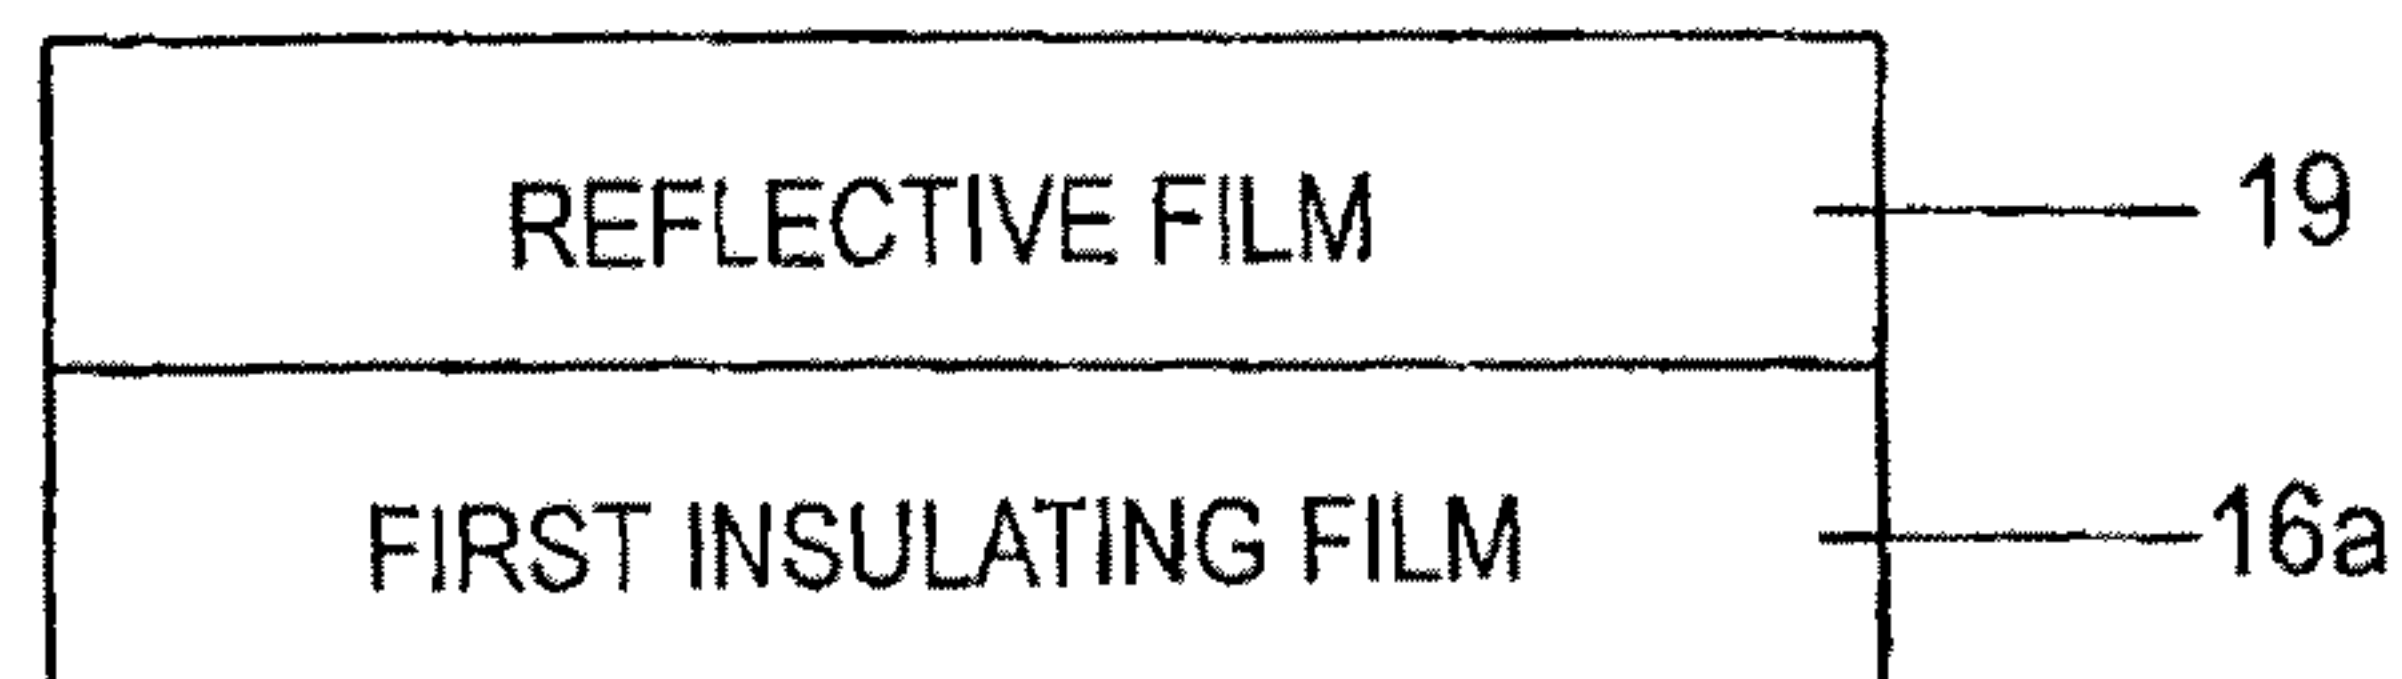 REFLECTIVE FILM 19
FIRST INSULATING FILM 16a